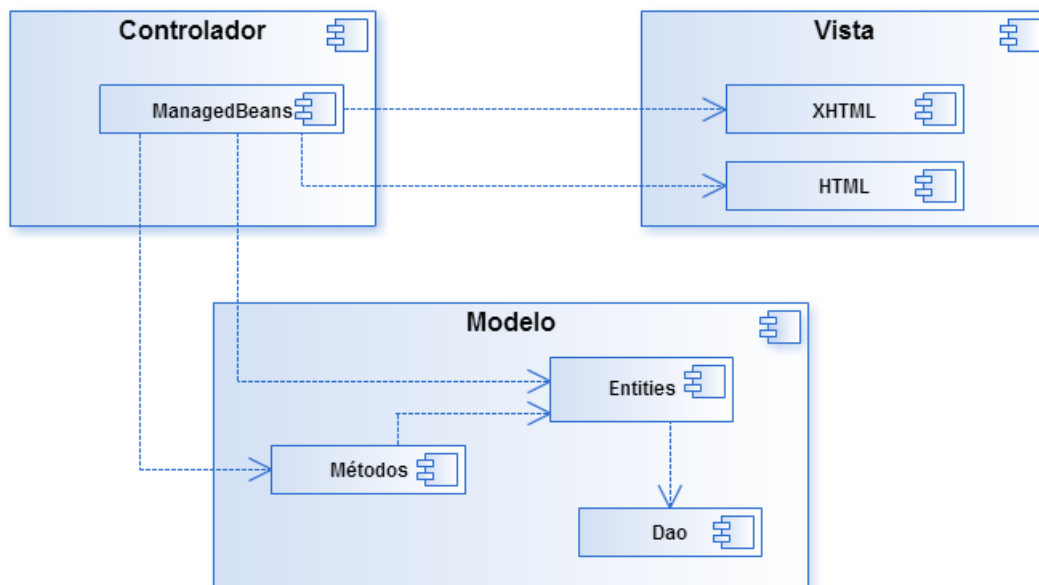 Controlador
ManagedBeans
Vista
XHTML
HTML
Modelo
Entities
Métodos
Dao